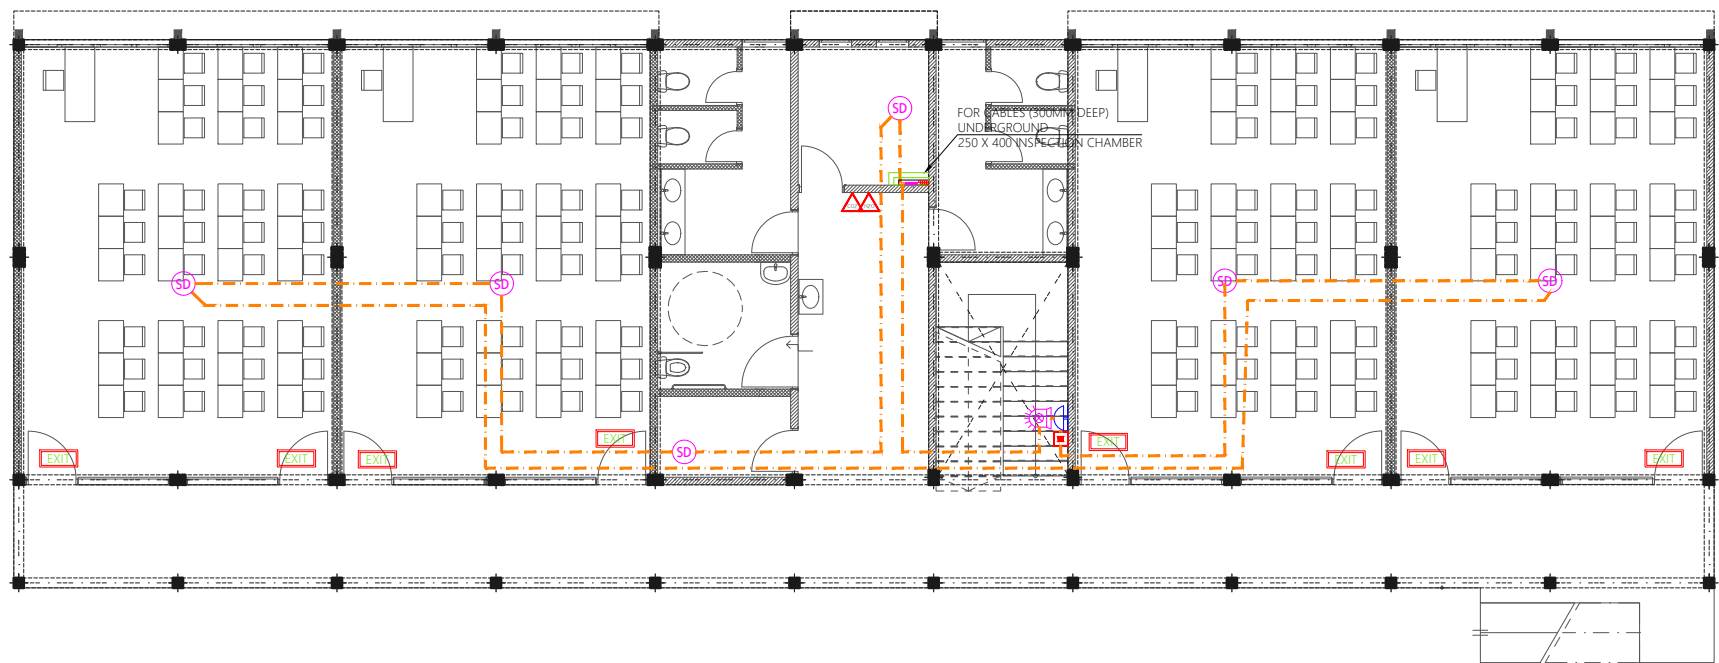 SD
FOR CABLES (300MM DEEP)
UNDERGROUND
250 X 400 INSPECTION CHAMBER
SD
SD
SD
SD
EXIT
EXIT
EXIT
EXIT
SD
EXIT
EXIT
EXIT
EXIT